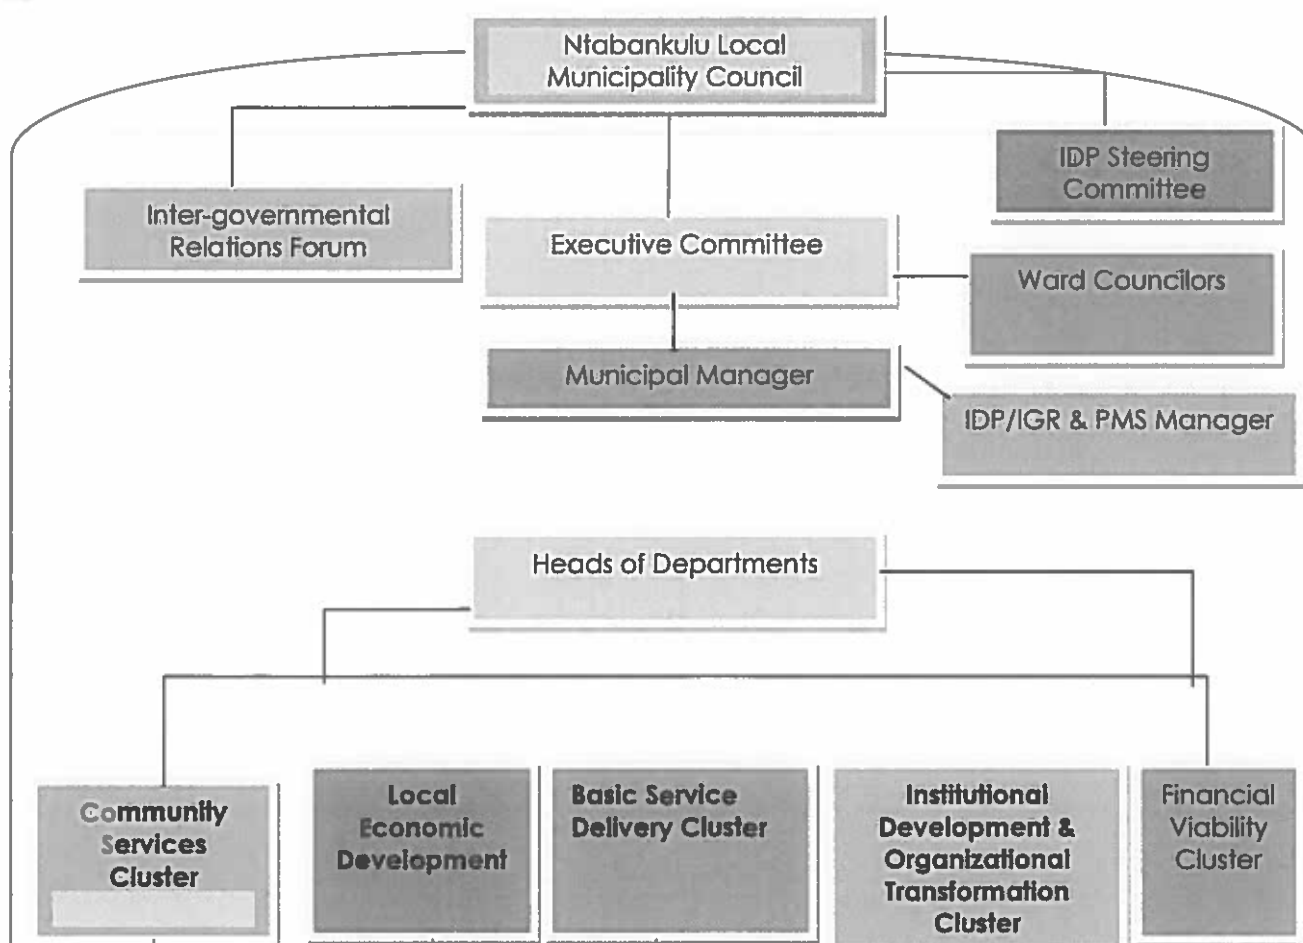 Ntabankulu Local
Municipality Council
IDP Steering
Committee
Inter-governmental
Relations Forum
Executive Committee
Ward Councilors
Municipal Manager
IDP/IGR & PMS Manager
Heads of Departments
Community
Services
Cluster
Local
Economic
Development
Basic Service
Delivery Cluster
Institutional
Development &
Organizational
Transformation
Cluster
Financial
Viability
Cluster